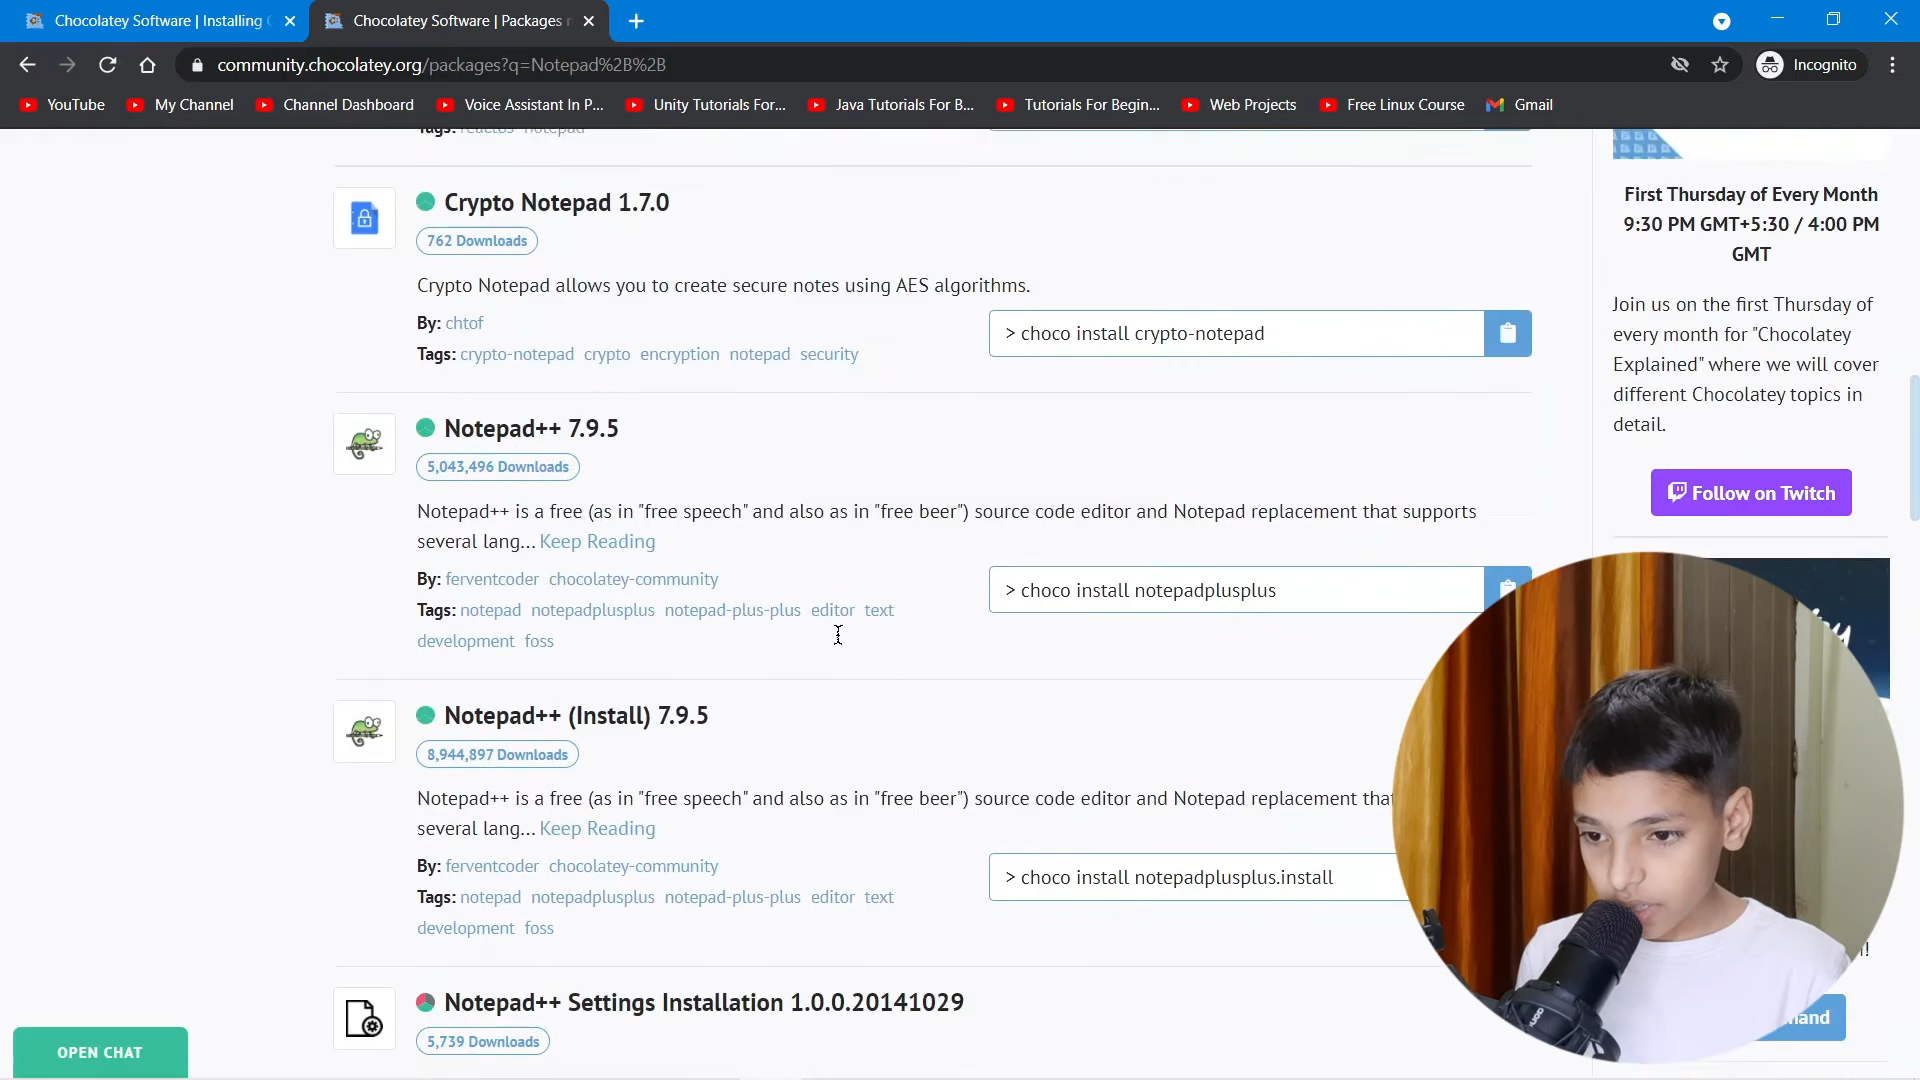 Chocolatey Software | Installing
Chocolatey Software | Packages
community.chocolatey.org/packages?q=Notepad%2B%2B
Incognito
YouTube
My Channel
Channel Dashboard
Voice Assistant In P...
Unity Tutorials For...
Java Tutorials For B...
Tutorials For Begin...
Web Projects
Free Linux Course
Gmail
Tags: reactos notepad
Crypto Notepad 1.7.0
762 Downloads
Crypto Notepad allows you to create secure notes using AES algorithms.
By: chtof
Tags: crypto-notepad crypto encryption notepad security
> choco install crypto-notepad
Notepad++ 7.9.5
5,043,496 Downloads
Notepad++ is a free (as in "free speech" and also as in "free beer") source code editor and Notepad replacement that supports
several lang... Keep Reading
By: ferventcoder chocolatey-community
Tags: notepad notepadplusplus notepad-plus-plus editor text
development foss
> choco install notepadplusplus
Notepad++ (Install) 7.9.5
8,944,897 Downloads
Notepad++ is a free (as in "free speech" and also as in "free beer") source code editor and Notepad replacement
several lang... Keep Reading
By: ferventcoder chocolatey-community
Tags: notepad notepadplusplus notepad-plus-plus editor text
development foss
> choco install notepadplusplus.install
Notepad++ Settings Installation 1.0.0.20141029
5,739 Downloads
First Thursday of Every Month
9:30 PM GMT+5:30 / 4:00 PM
GMT
Join us on the first Thursday of
every month for "Chocolatey
Explained" where we will cover
different Chocolatey topics in
detail.
Follow on Twitch
OPEN CHAT